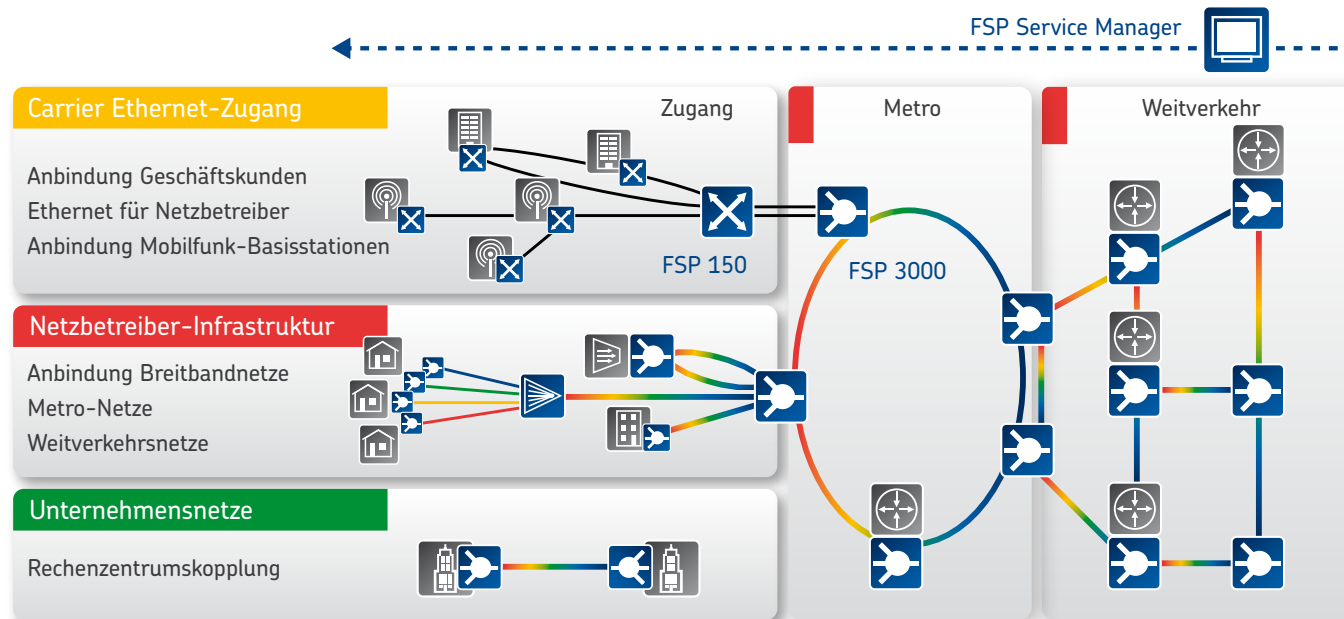 FSP Service Manager
Carrier Ethernet-Zugang
Zugang
Metro
Weitverkehr
Anbindung Geschäftskunden
Ethernet für Netzbetreiber
Anbindung Mobilfunk-Basisstationen
FSP 150
FSP 3000
Netzbetreiber-Infrastruktur
Anbindung Breitbandnetze
Metro-Netze
Weitverkehrsnetze
Unternehmensnetze
Rechenzentrumskopplung